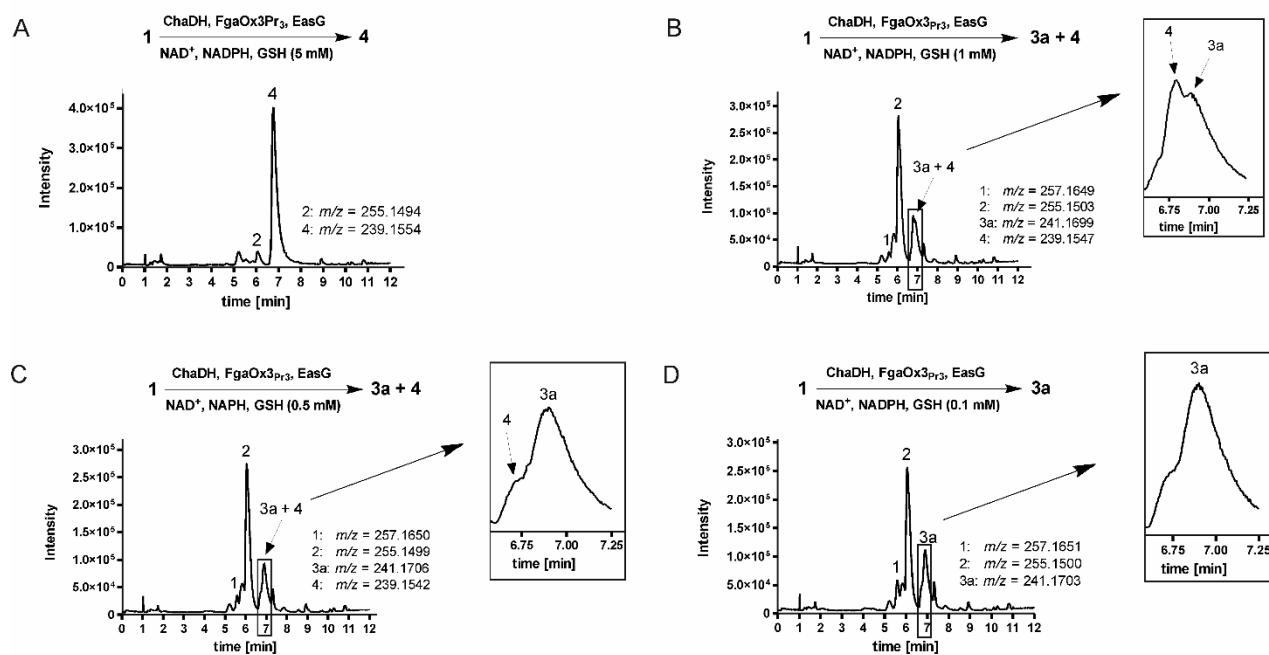 A
ChaDH, FgaOx3Pr₃, EasG
1 4
NAD⁺, NADPH, GSH (5 mM)
Intensity
4.0×10⁵
3.0×10⁵
2.0×10⁵
1.0×10⁵
0.0
2
4
2: m/z = 255.1494
4: m/z = 239.1554
0 1 2 3 4 5 6 7 8 9 10 11 12
time [min]
B
ChaDH, FgaOx3Pr₃, EasG
1 3a + 4
NAD⁺, NADPH, GSH (1 mM)
Intensity
3.0×10⁵
2.5×10⁵
2.0×10⁵
1.5×10⁵
1.0×10⁵
5.0×10⁴
0.0
1
2
3a + 4
1: m/z = 257.1649
2: m/z = 255.1503
3a: m/z = 241.1699
4: m/z = 239.1547
0 1 2 3 4 5 6 7 8 9 10 11 12
time [min]
4 3a
6.75 7.00 7.25
time [min]
C
ChaDH, FgaOx3Pr₃, EasG
1 3a + 4
NAD⁺, NAPH, GSH (0.5 mM)
Intensity
3.0×10⁵
2.5×10⁵
2.0×10⁵
1.5×10⁵
1.0×10⁵
5.0×10⁴
0.0
1
2
3a + 4
1: m/z = 257.1650
2: m/z = 255.1499
3a: m/z = 241.1706
4: m/z = 239.1542
0 1 2 3 4 5 6 7 8 9 10 11 12
time [min]
4 3a
6.75 7.00 7.25
time [min]
D
ChaDH, FgaOx3Pr₃, EasG
1 3a
NAD⁺, NADPH, GSH (0.1 mM)
Intensity
3.0×10⁵
2.5×10⁵
2.0×10⁵
1.5×10⁵
1.0×10⁵
5.0×10⁴
0.0
1
2
3a
1: m/z = 257.1651
2: m/z = 255.1500
3a: m/z = 241.1703
0 1 2 3 4 5 6 7 8 9 10 11 12
time [min]
3a
6.75 7.00 7.25
time [min]